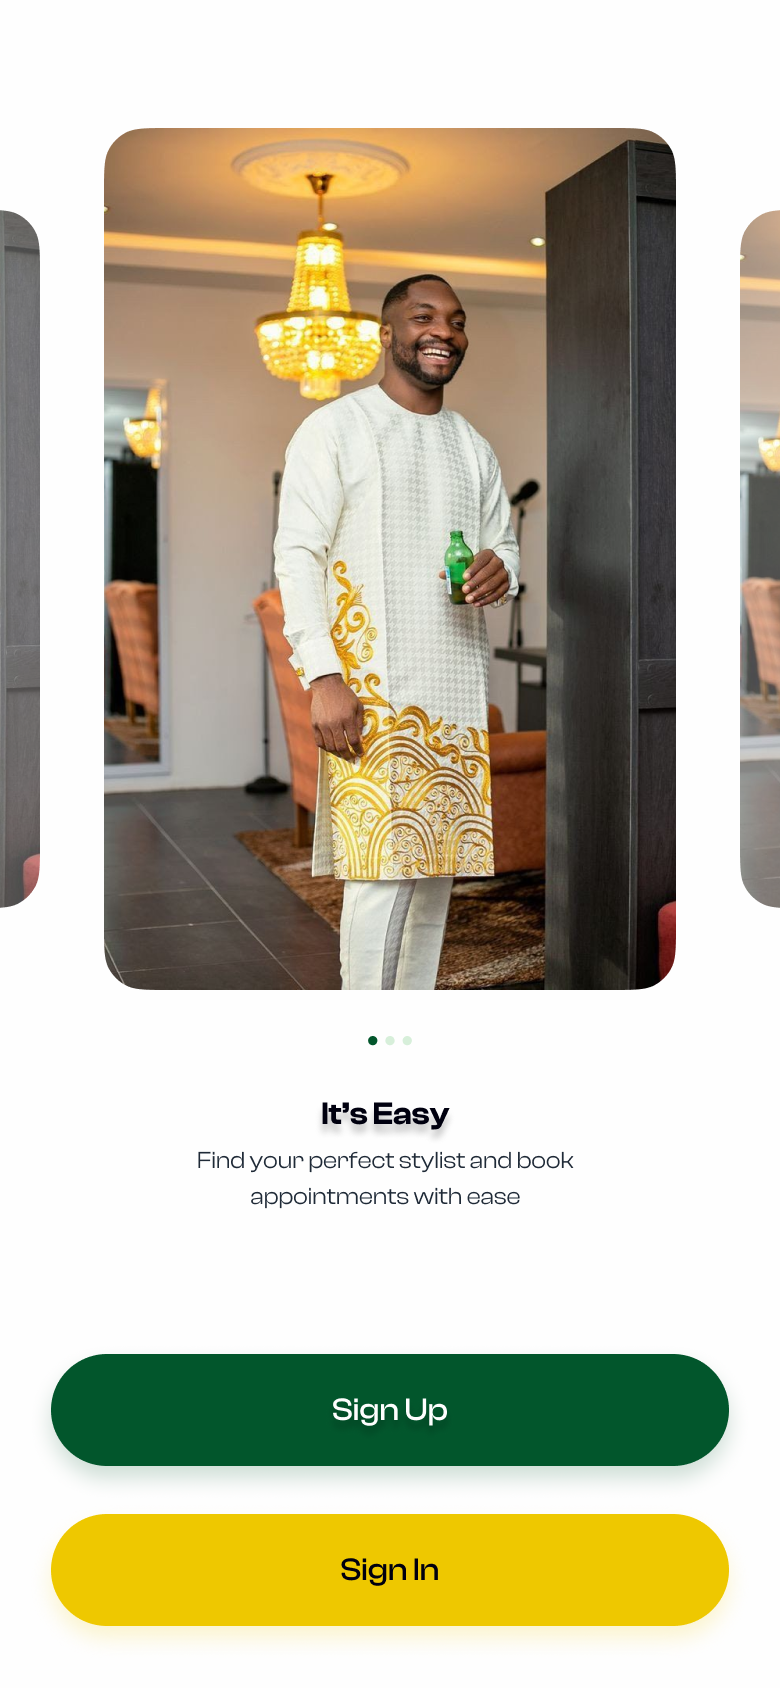 It’s Easy
Find your perfect stylist and book
appointments with ease
Sign Up
Sign In